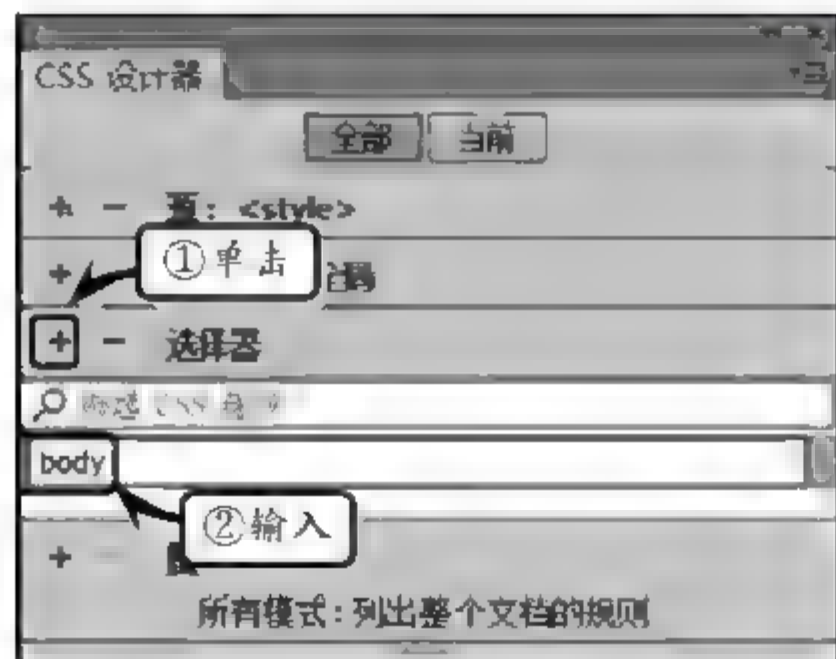 CSS 设计器
全部 当前
+ − 源: <style>
①单击
+
+ − 选择器
CSS
body
②输入
+ −
所有模式:列出整个文档的规则